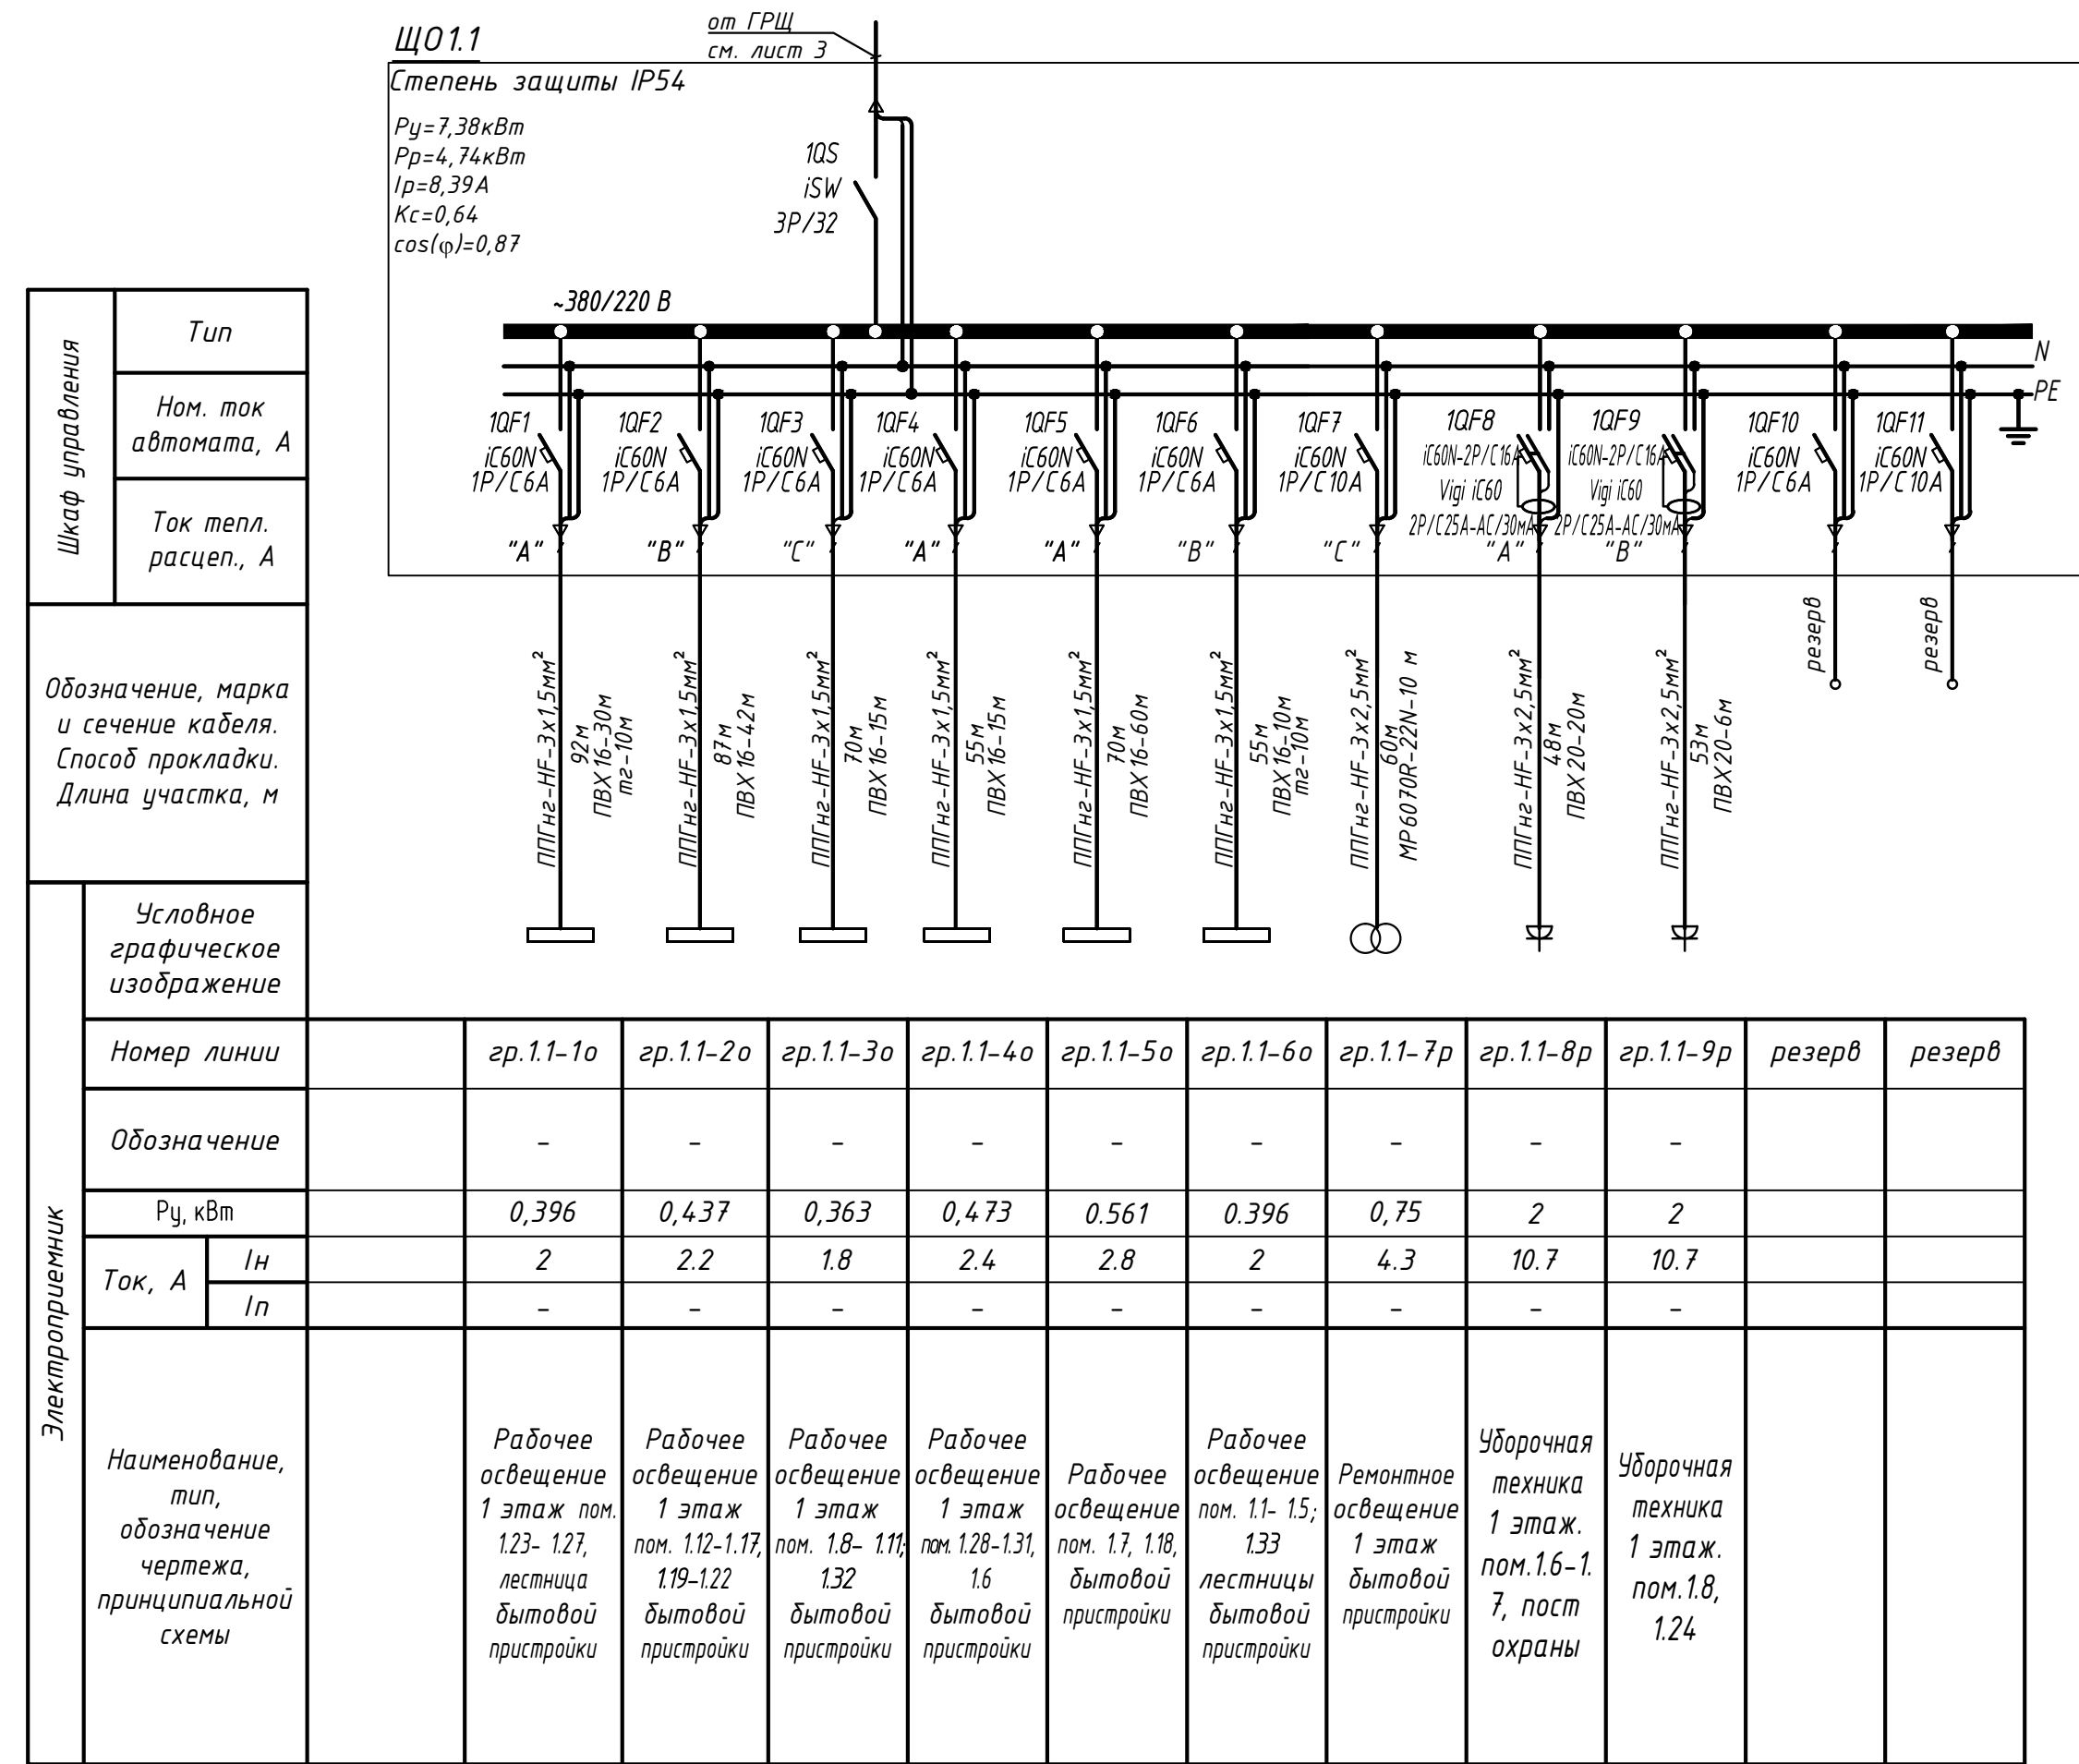 ЩО1.1
от ГРЩ
см. лист 3
Степень защиты IP54
Ру=7,38кВт
Рр=4,74кВт
Iр=8,39А
Кс=0,64
cos(φ)=0,87
1QS
iSW
3P/32
~380/220 В
N
PE
Шкаф управления
Тип
Ном. ток
автомата, А
Ток тепл.
расцеп., А
1QF1
iC60N
1P/C6A
"A"
1QF2
iC60N
1P/C6A
"B"
1QF3
iC60N
1P/C6A
"C"
1QF4
iC60N
1P/C6A
"A"
1QF5
iC60N
1P/C6A
"A"
1QF6
iC60N
1P/C6A
"B"
1QF7
iC60N
1P/C10A
"C"
1QF8
iC60N-2P/C16A
Vigi iC60
2P/C25A-AC/30мА
"A"
1QF9
iC60N-2P/C16A
Vigi iC60
2P/C25A-AC/30мА
"B"
1QF10
iC60N
1P/C6A
1QF11
iC60N
1P/C10A
Обозначение, марка
и сечение кабеля.
Способ прокладки.
Длина участка, м
ППГнг-HF-3х1,5мм²
92м
ПВХ16-30м
тг-10м
ППГнг-HF-3х1,5мм²
87м
ПВХ16-42м
ППГнг-HF-3х1,5мм²
70м
ПВХ16-15м
ППГнг-HF-3х1,5мм²
55м
ПВХ16-15м
ППГнг-HF-3х1,5мм²
70м
ПВХ16-60м
ППГнг-HF-3х1,5мм²
55м
ПВХ16-10м
тг-10м
ППГнг-HF-3х2,5мм²
60м
МР6070R-22N-10 м
ППГнг-HF-3х2,5мм²
48м
ПВХ20-20м
ППГнг-HF-3х2,5мм²
53м
ПВХ20-6м
резерв
резерв
Электроприемник
Условное
графическое
изображение
Номер линии
гр.1.1-1о
гр.1.1-2о
гр.1.1-3о
гр.1.1-4о
гр.1.1-5о
гр.1.1-6о
гр.1.1-7р
гр.1.1-8р
гр.1.1-9р
резерв
резерв
Обозначение
- - - - - - - - -
Ру, кВт
0,396
0,437
0,363
0,473
0.561
0.396
0,75
2
2
Ток, А
Iн
2
2.2
1.8
2.4
2.8
2
4.3
10.7
10.7
Iп
- - - - - - - - -
Наименование,
тип,
обозначение
чертежа,
принципиальной
схемы
Рабочее
освещение
1 этаж пом.
1.23- 1.27,
лестница
бытовой
пристройки
Рабочее
освещение
1 этаж
пом. 1.12-1.17,
1.19-1.22
бытовой
пристройки
Рабочее
освещение
1 этаж
пом. 1.8- 1.11;
1.32
бытовой
пристройки
Рабочее
освещение
1 этаж
пом. 1.28-1.31,
1.6
бытовой
пристройки
Рабочее
освещение
пом. 1.7, 1.18,
бытовой
пристройки
Рабочее
освещение
пом. 1.1- 1.5;
1.33
лестницы
бытовой
пристройки
Ремонтное
освещение
1 этаж
бытовой
пристройки
Уборочная
техника
1 этаж.
пом.1.6-1.
7, пост
охраны
Уборочная
техника
1 этаж.
пом.1.8,
1.24